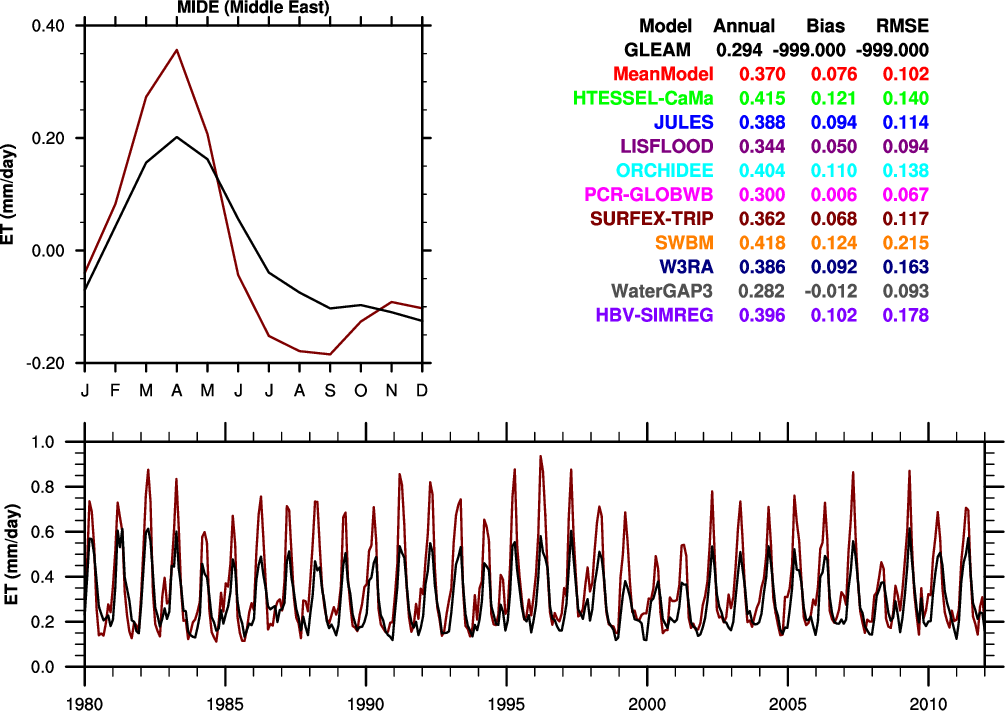 MIDE (Middle East)
ET (mm/day)
0.40
0.20
0.00
-0.20
J F M A M J J A S O N D
Model Annual Bias RMSE
GLEAM 0.294 -999.000 -999.000
MeanModel 0.370 0.076 0.102
HTESSEL-CaMa 0.415 0.121 0.140
JULES 0.388 0.094 0.114
LISFLOOD 0.344 0.050 0.094
ORCHIDEE 0.404 0.110 0.138
PCR-GLOBWB 0.300 0.006 0.067
SURFEX-TRIP 0.362 0.068 0.117
SWBM 0.418 0.124 0.215
W3RA 0.386 0.092 0.163
WaterGAP3 0.282 -0.012 0.093
HBV-SIMREG 0.396 0.102 0.178
ET (mm/day)
1.0
0.8
0.6
0.4
0.2
0.0
1980 1985 1990 1995 2000 2005 2010